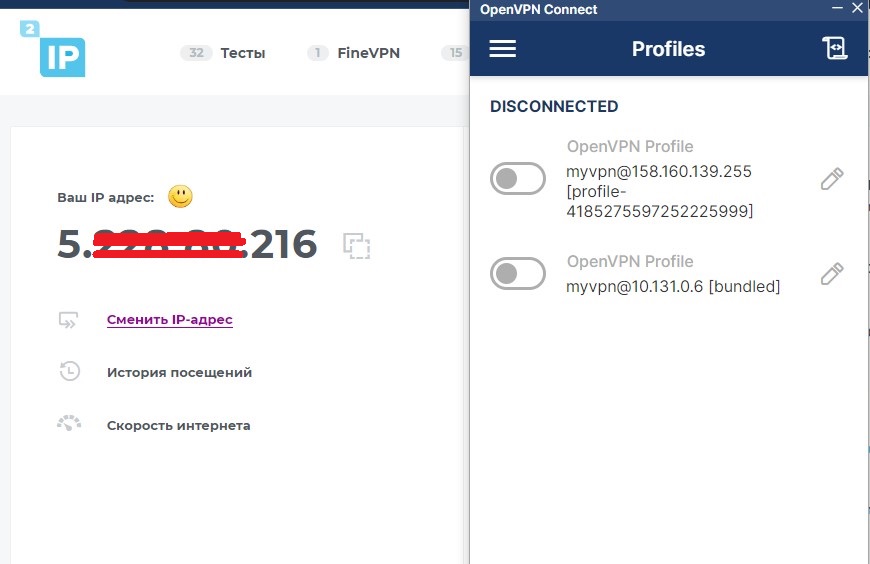 2
IP
32 Тесты
1 FineVPN
15
Ваш IP адрес:
5. .216
Сменить IP-адрес
История посещений
Скорость интернета
OpenVPN Connect
Profiles
DISCONNECTED
OpenVPN Profile
myvpn@158.160.139.255
[profile-
4185275597252225999]
OpenVPN Profile
myvpn@10.131.0.6 [bundled]